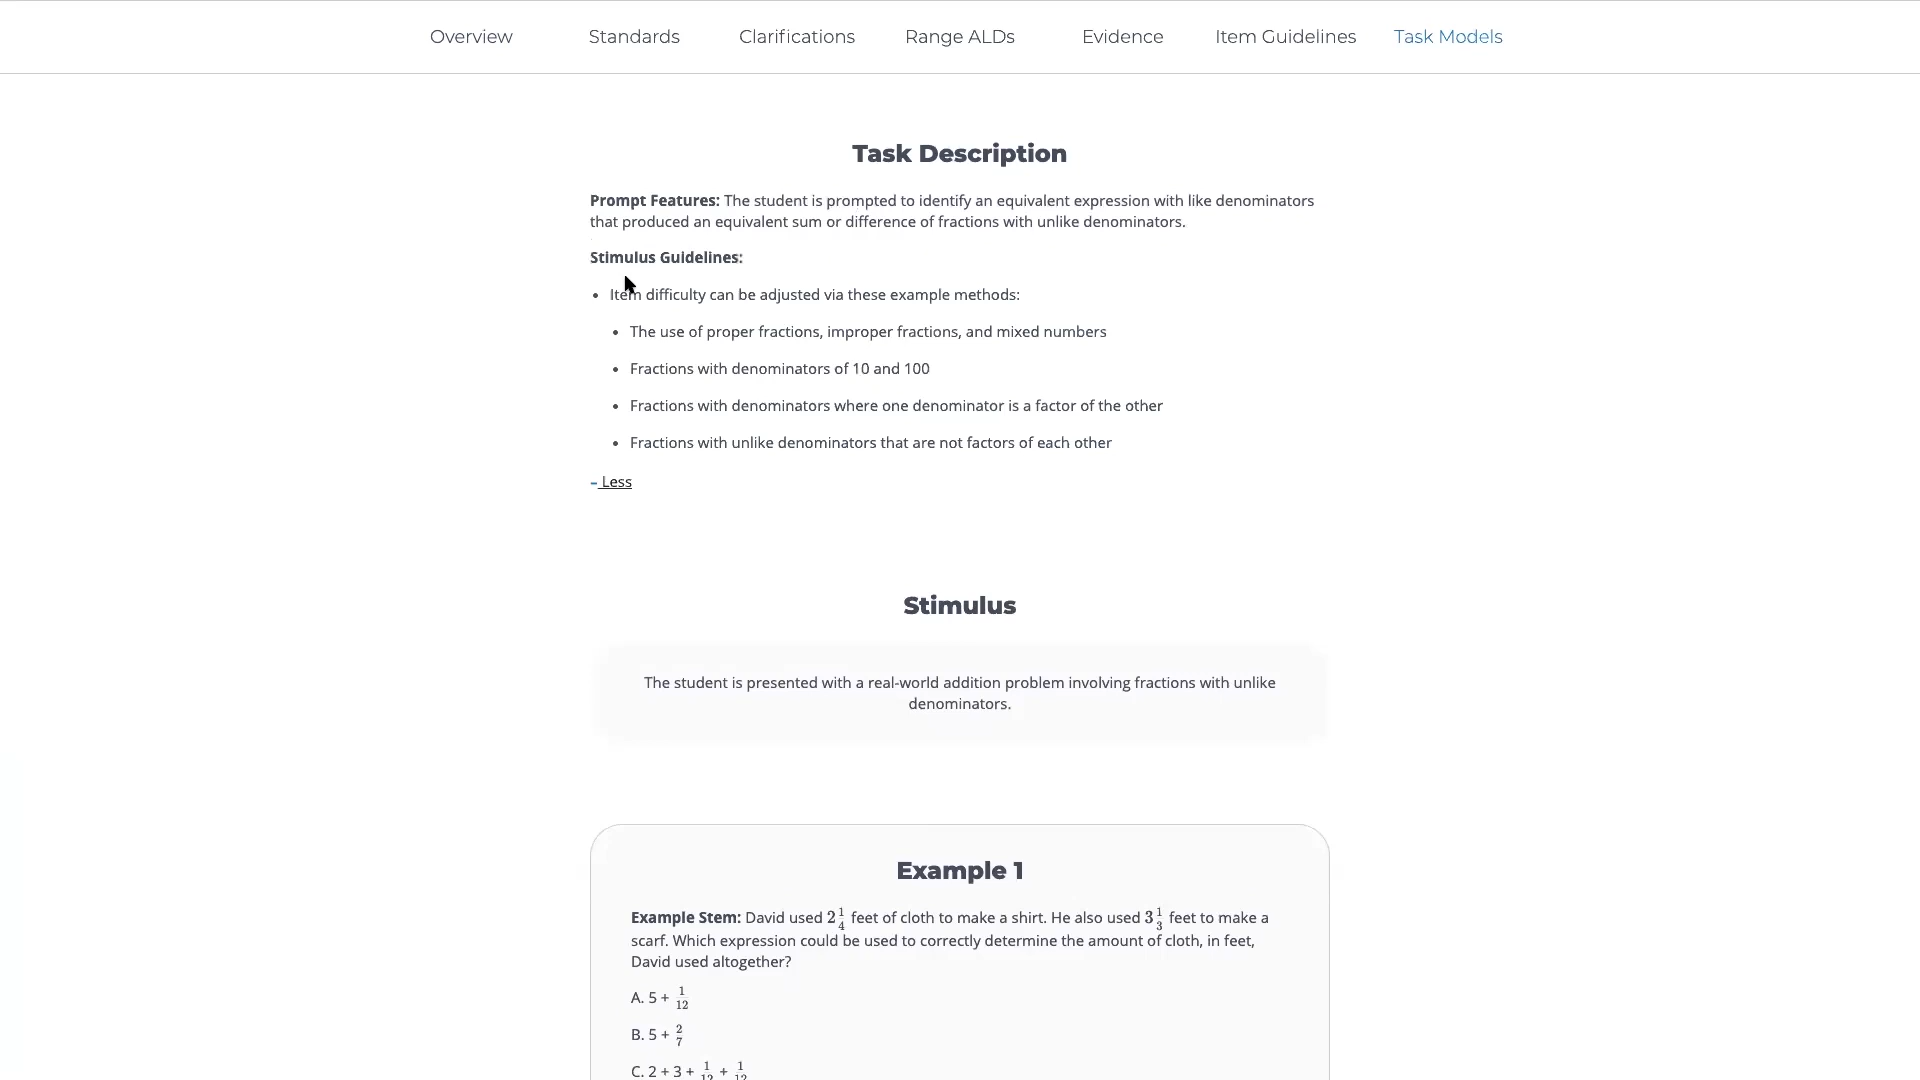 Overview Standards Clarifications Range ALDs Evidence Item Guidelines Task Models
Task Description
Prompt Features: The student is prompted to identify an equivalent expression with like denominators
that produced an equivalent sum or difference of fractions with unlike denominators.
Stimulus Guidelines:
• Item difficulty can be adjusted via these example methods:
• The use of proper fractions, improper fractions, and mixed numbers
• Fractions with denominators of 10 and 100
• Fractions with denominators where one denominator is a factor of the other
• Fractions with unlike denominators that are not factors of each other
– Less
Stimulus
The student is presented with a real-world addition problem involving fractions with unlike
denominators.
Example 1
Example Stem: David used 2 1/4 feet of cloth to make a shirt. He also used 3 1/3 feet to make a
scarf. Which expression could be used to correctly determine the amount of cloth, in feet,
David used altogether?
A. 5 + 1/12
B. 5 + 2/7
C. 2 + 3 + 1/12 + 1/12